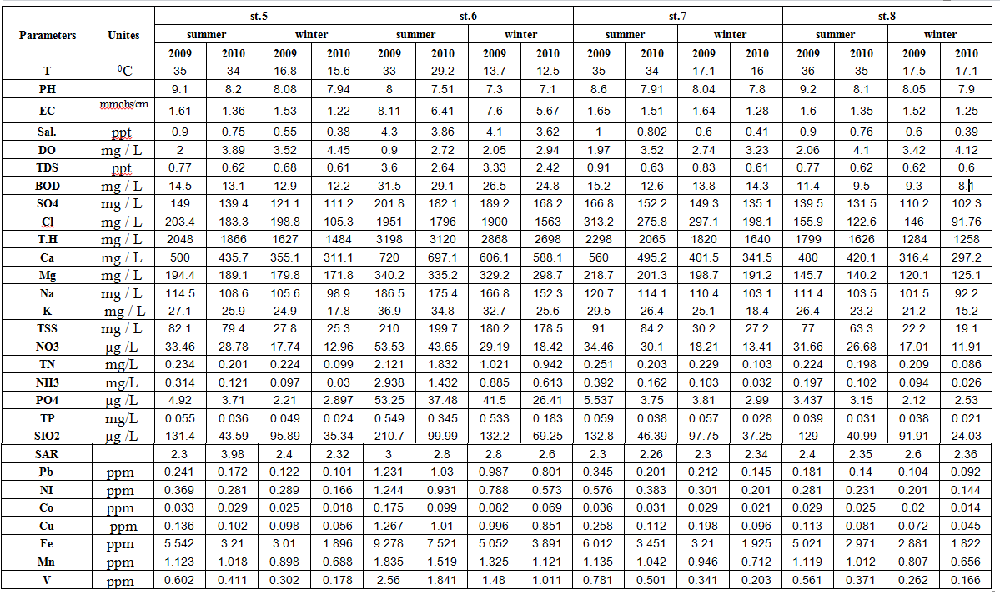 Parameters Unites st.5 st.6 st.7 st.8
summer winter summer winter summer winter summer winter
2009 2010 2009 2010 2009 2010 2009 2010 2009 2010 2009 2010 2009 2010 2009 2010
T ⁰C 35 34 16.8 15.6 33 29.2 13.7 12.5 35 34 17.1 16 36 35 17.5 17.1
PH 9.1 8.2 8.08 7.94 8 7.51 7.3 7.1 8.6 7.91 8.04 7.8 9.2 8.1 8.05 7.9
EC mmohs/cm 1.61 1.36 1.53 1.22 8.11 6.41 7.6 5.67 1.65 1.51 1.64 1.28 1.6 1.35 1.52 1.25
Sal. ppt 0.9 0.75 0.55 0.38 4.3 3.86 4.1 3.62 1 0.802 0.6 0.41 0.9 0.76 0.6 0.39
DO mg / L 2 3.89 3.52 4.45 0.9 2.72 2.05 2.94 1.97 3.52 2.74 3.23 2.06 4.1 3.42 4.12
TDS ppt 0.77 0.62 0.68 0.61 3.6 2.64 3.33 2.42 0.91 0.63 0.83 0.61 0.77 0.62 0.62 0.6
BOD mg / L 14.5 13.1 12.9 12.2 31.5 29.1 26.5 24.8 15.2 12.6 13.8 14.3 11.4 9.5 9.3 8.1
SO4 mg / L 149 139.4 121.1 111.2 201.8 182.1 189.2 168.2 166.8 152.2 149.3 135.1 139.5 131.5 110.2 102.3
Cl mg / L 203.4 183.3 198.8 105.3 1951 1796 1900 1563 313.2 275.8 297.1 198.1 155.9 122.6 146 91.76
T.H mg / L 2048 1866 1627 1484 3198 3120 2868 2698 2298 2065 1820 1640 1799 1626 1284 1258
Ca mg / L 500 435.7 355.1 311.1 720 697.1 606.1 588.1 560 495.2 401.5 341.5 480 420.1 316.4 297.2
Mg mg / L 194.4 189.1 179.8 171.8 340.2 335.2 329.2 298.7 218.7 201.3 198.7 191.2 145.7 140.2 120.1 125.1
Na mg / L 114.5 108.6 105.6 98.9 186.5 175.4 166.8 152.3 120.7 114.1 110.4 103.1 111.4 103.5 101.5 92.2
K mg / L 27.1 25.9 24.9 17.8 36.9 34.8 32.7 25.6 29.5 26.4 25.1 18.4 26.4 23.2 21.2 15.2
TSS mg / L 82.1 79.4 27.8 25.3 210 199.7 180.2 178.5 91 84.2 30.2 27.2 77 63.3 22.2 19.1
NO3 µg /L 33.46 28.78 17.74 12.96 53.53 43.65 29.19 18.42 34.46 30.1 18.21 13.41 31.66 26.68 17.01 11.91
TN mg/L 0.234 0.201 0.224 0.099 2.121 1.832 1.021 0.942 0.251 0.203 0.229 0.103 0.224 0.198 0.209 0.086
NH3 mg/L 0.314 0.121 0.097 0.03 2.938 1.432 0.885 0.613 0.392 0.162 0.103 0.032 0.197 0.102 0.094 0.026
PO4 µg /L 4.92 3.71 2.21 2.897 53.25 37.48 41.5 26.41 5.537 3.75 3.81 2.99 3.437 3.15 2.12 2.53
TP mg/L 0.055 0.036 0.049 0.024 0.549 0.345 0.533 0.183 0.059 0.038 0.057 0.028 0.039 0.031 0.038 0.021
SIO2 µg /L 131.4 43.59 95.89 35.34 210.7 99.99 132.2 69.25 132.8 46.39 97.75 37.25 129 40.99 91.91 24.03
SAR 2.3 3.98 2.4 2.32 3 2.8 2.8 2.6 2.3 2.26 2.3 2.34 2.4 2.35 2.6 2.36
Pb ppm 0.241 0.172 0.122 0.101 1.231 1.03 0.987 0.801 0.345 0.201 0.212 0.145 0.181 0.14 0.104 0.092
NI ppm 0.369 0.281 0.289 0.166 1.244 0.931 0.788 0.573 0.576 0.383 0.301 0.201 0.281 0.231 0.201 0.144
Co ppm 0.033 0.029 0.025 0.018 0.175 0.099 0.082 0.069 0.036 0.031 0.029 0.021 0.029 0.025 0.02 0.014
Cu ppm 0.136 0.102 0.098 0.056 1.267 1.01 0.996 0.851 0.258 0.112 0.198 0.096 0.113 0.081 0.072 0.045
Fe ppm 5.542 3.21 3.01 1.896 9.278 7.521 5.052 3.891 6.012 3.451 3.21 1.925 5.021 2.971 2.881 1.822
Mn ppm 1.123 1.018 0.898 0.688 1.835 1.519 1.325 1.121 1.135 1.042 0.946 0.712 1.119 1.012 0.807 0.656
V ppm 0.602 0.411 0.302 0.178 2.56 1.841 1.48 1.011 0.781 0.501 0.341 0.203 0.561 0.371 0.262 0.166